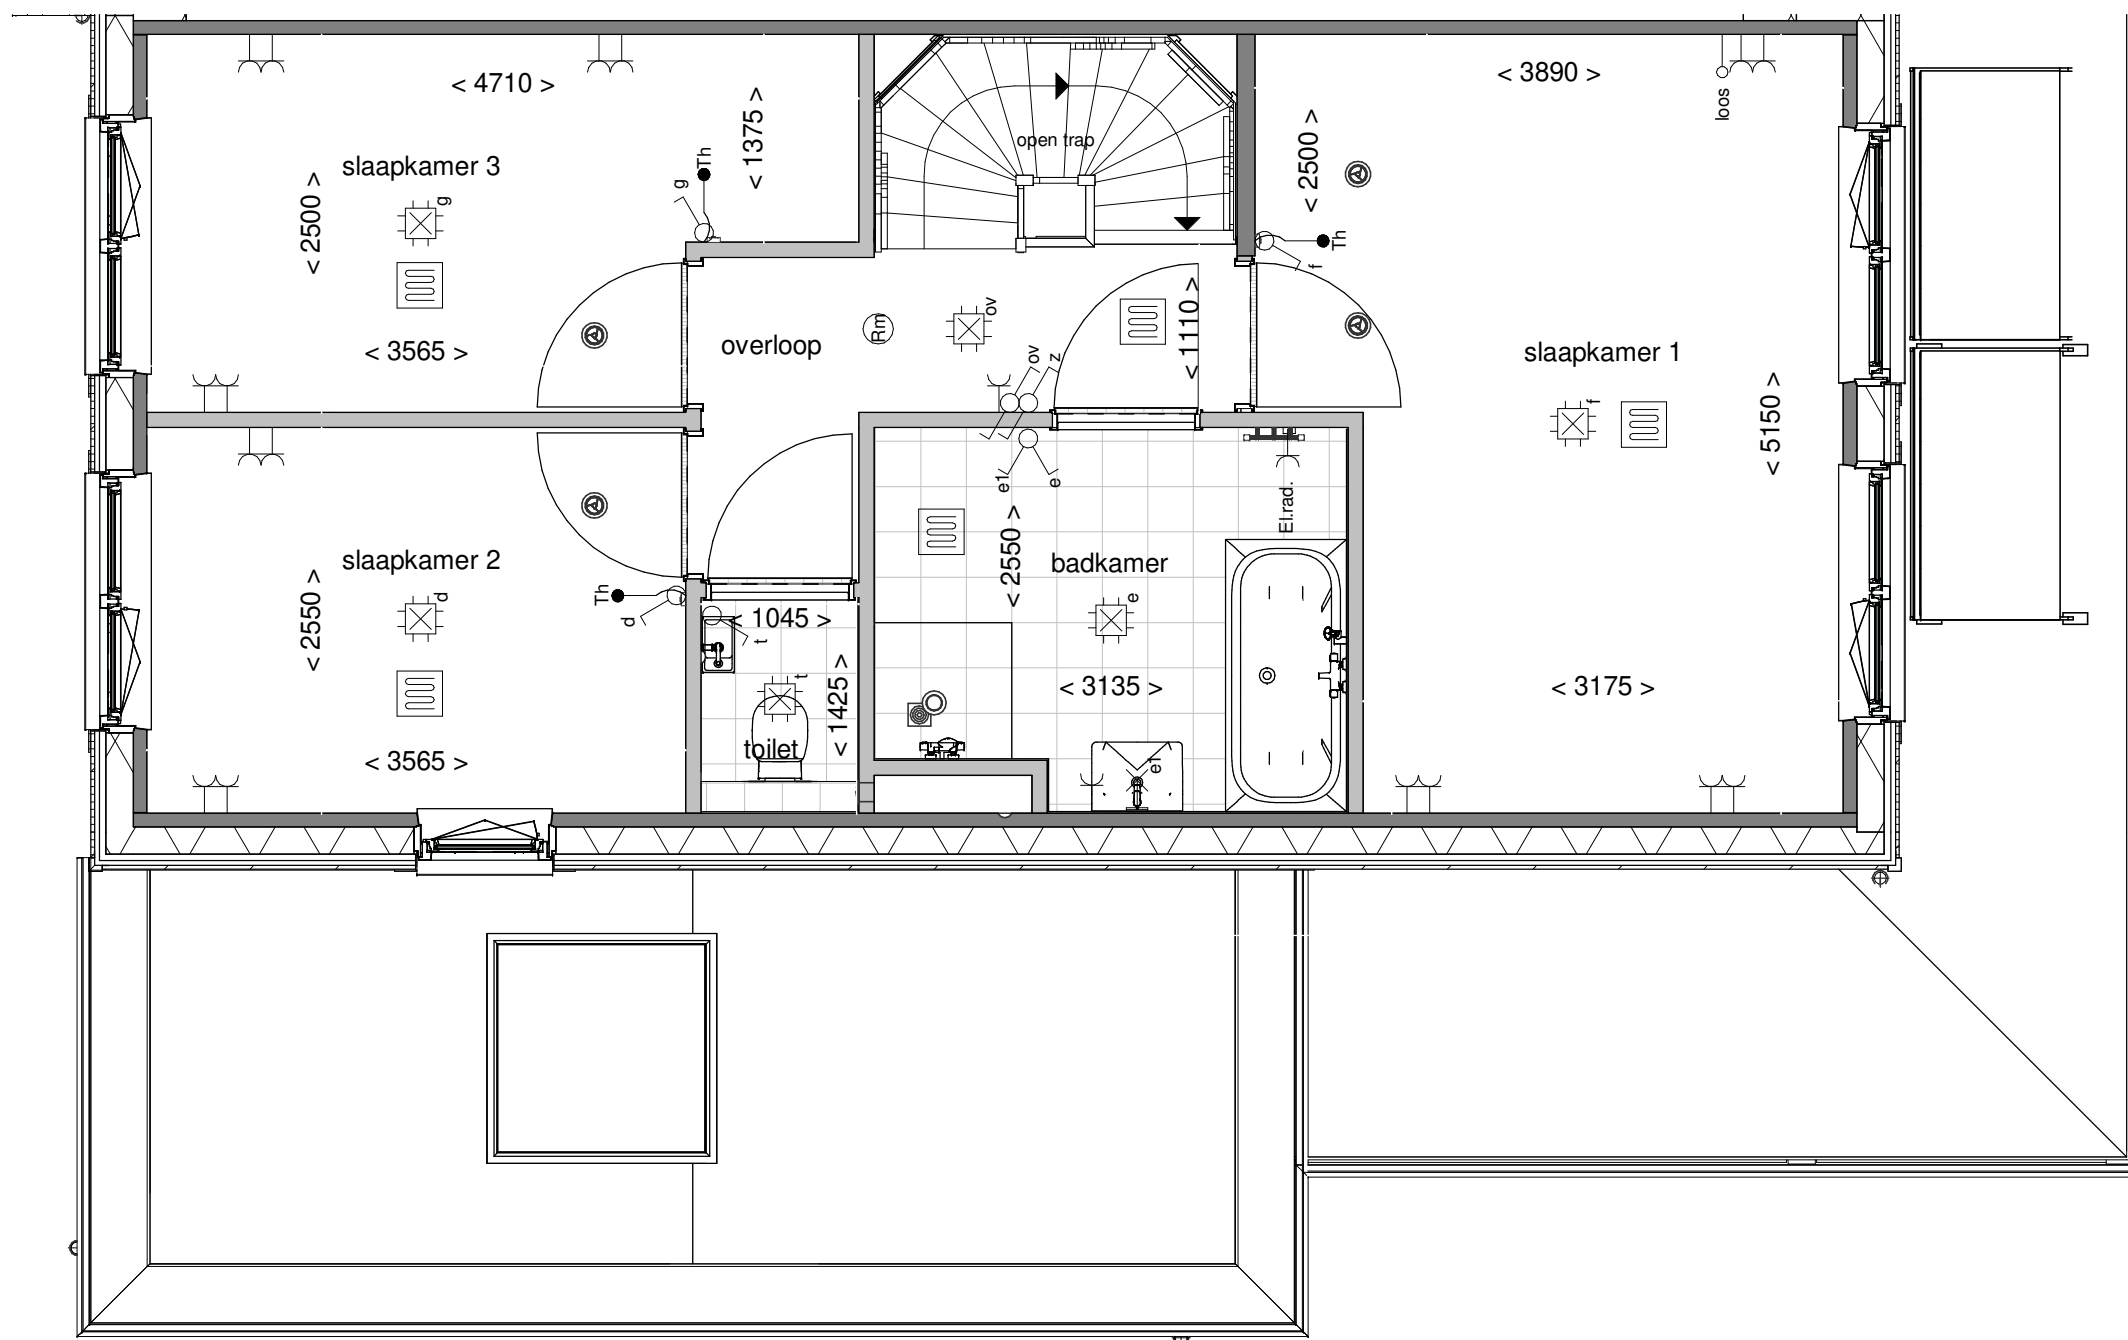 < 4710 >
< 3890 >
loos
< 1375 >
< 2500 >
open trap
slaapkamer 3
Th
g
g
< 2500 >
Th
f
< 3565 >
overloop
Rm
ov
< 1110 >
ov
z
slaapkamer 1
f
< 5150 >
e1
e
El.rad.
slaapkamer 2
< 2550 >
badkamer
< 2550 >
d
Th
d
< 1045 >
t
e
t
< 1425 >
< 3135 >
< 3175 >
toilet
e1
< 3565 >